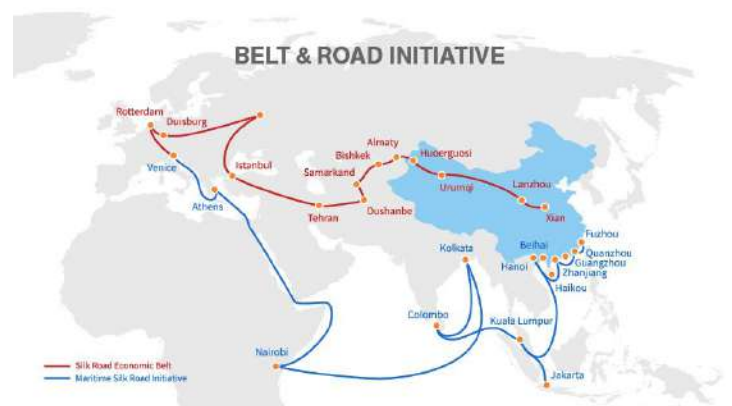 BELT & ROAD INITIATIVE
Rotterdam
Duisburg
Venice
Istanbul
Athens
Tehran
Samarkand
Dushanbe
Bishkek
Almaty
Huoerguosi
Urumqi
Lanzhou
Xian
Fuzhou
Quanzhou
Guangzhou
Zhanjiang
Haikou
Beihai
Hanoi
Kolkata
Colombo
Kuala Lumpur
Jakarta
Nairobi
Silk Road Economic Belt
Maritime Silk Road Initiative